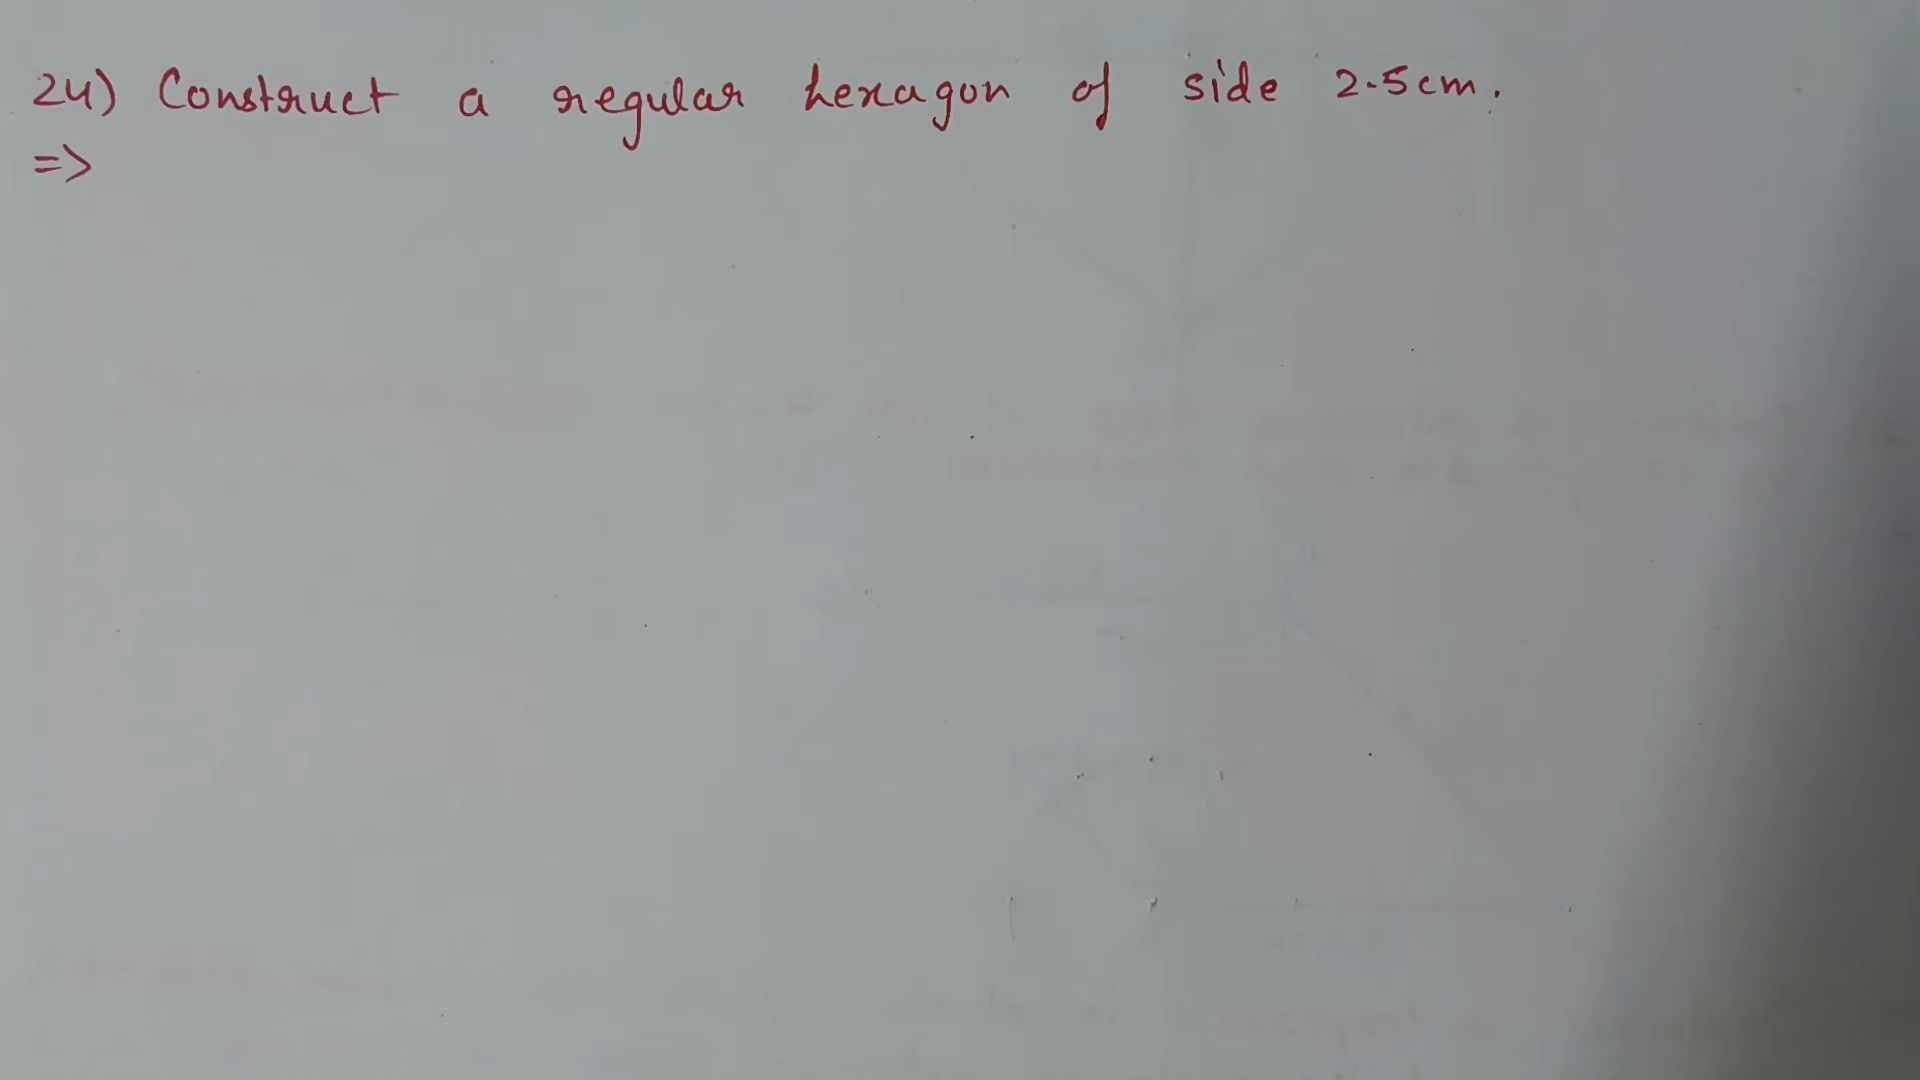 24) Construct a regular hexagon of side 2.5cm.
=>